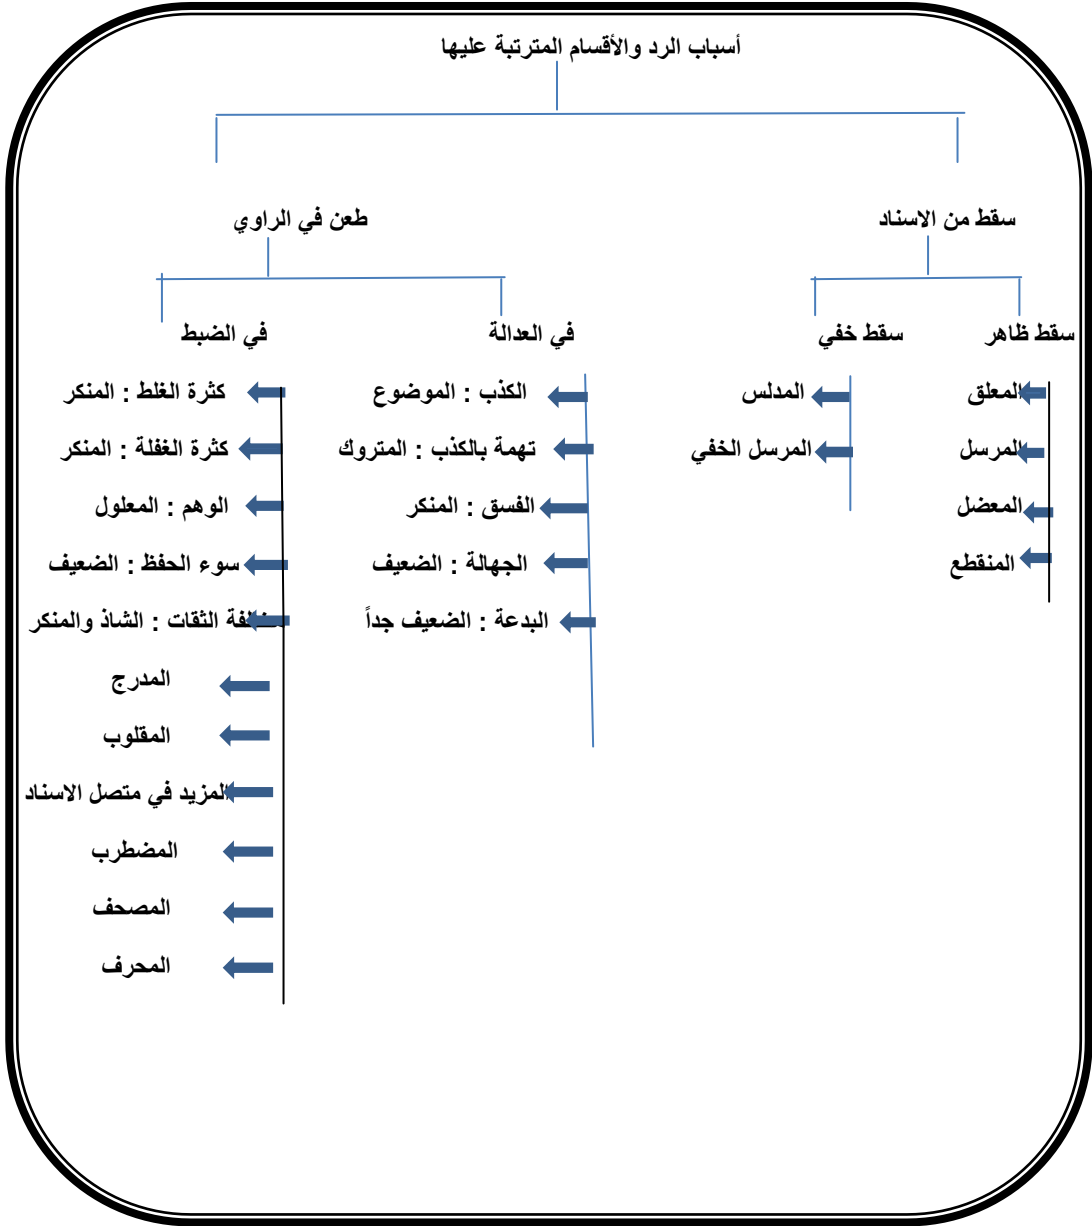 أسباب الرد والأقسام المترتبة عليها
سقط من الاسناد
طعن في الراوي
سقط ظاهر
المعلق
المرسل
المعضل
المنقطع
سقط خفي
المدلس
المرسل الخفي
في العدالة
الكذب : الموضوع
تهمة بالكذب : المتروك
الفسق : المنكر
الجهالة : الضعيف
البدعة : الضعيف جداً
في الضبط
كثرة الغلط : المنكر
كثرة الغفلة : المنكر
الوهم : المعلول
سوء الحفظ : الضعيف
الثقات : الشاذ والمنكر
المدرج
المقلوب
المزيد في متصل الاسناد
المضطرب
المصحف
المحرف